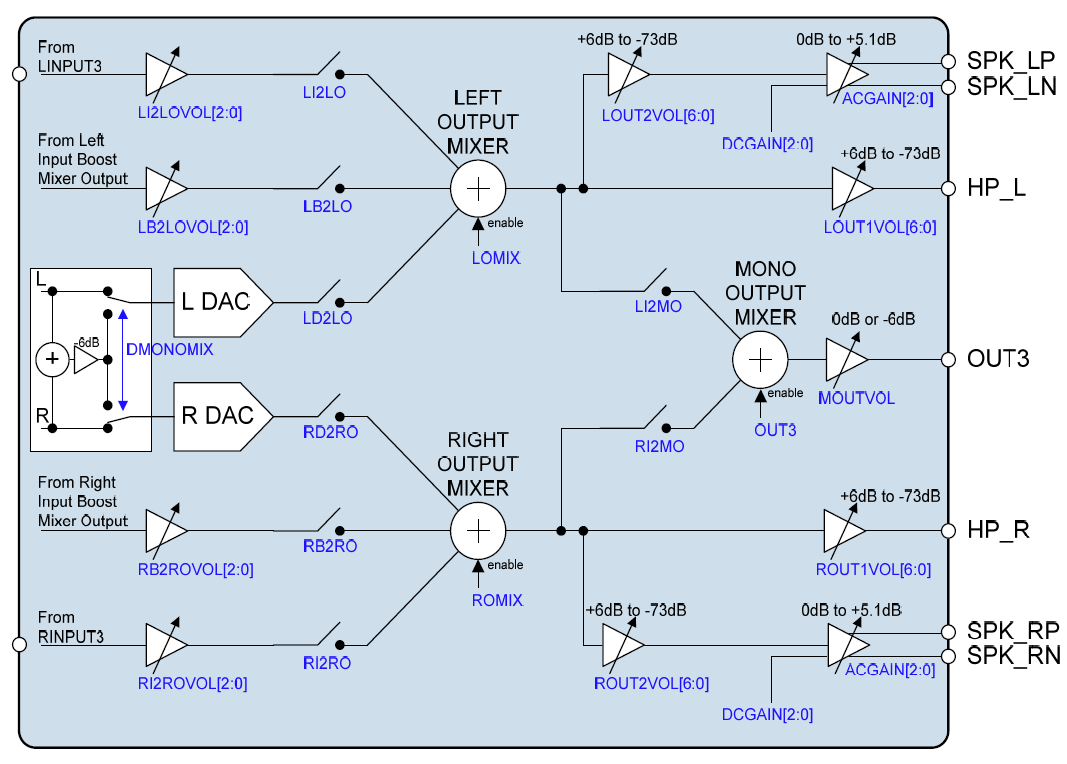 From
LINPUT3
LI2LOVOL[2:0]
LI2LO
From Left
Input Boost
Mixer Output
LB2LOVOL[2:0]
LB2LO
LEFT
OUTPUT
MIXER
+
enable
LOMIX
+6dB to -73dB
LOUT2VOL[6:0]
0dB to +5.1dB
ACGAIN[2:0]
DCGAIN[2:0]
SPK_LP
SPK_LN
+6dB to -73dB
LOUT1VOL[6:0]
HP_L
L
R
+
-6dB
DMONOMIX
L DAC
LD2LO
R DAC
RD2RO
LI2MO
RI2MO
MONO
OUTPUT
MIXER
+
enable
OUT3
0dB or -6dB
MOUTVOL
OUT3
From Right
Input Boost
Mixer Output
RB2ROVOL[2:0]
RB2RO
RIGHT
OUTPUT
MIXER
+
enable
ROMIX
+6dB to -73dB
ROUT1VOL[6:0]
HP_R
From
RINPUT3
RI2ROVOL[2:0]
RI2RO
+6dB to -73dB
ROUT2VOL[6:0]
0dB to +5.1dB
ACGAIN[2:0]
DCGAIN[2:0]
SPK_RP
SPK_RN